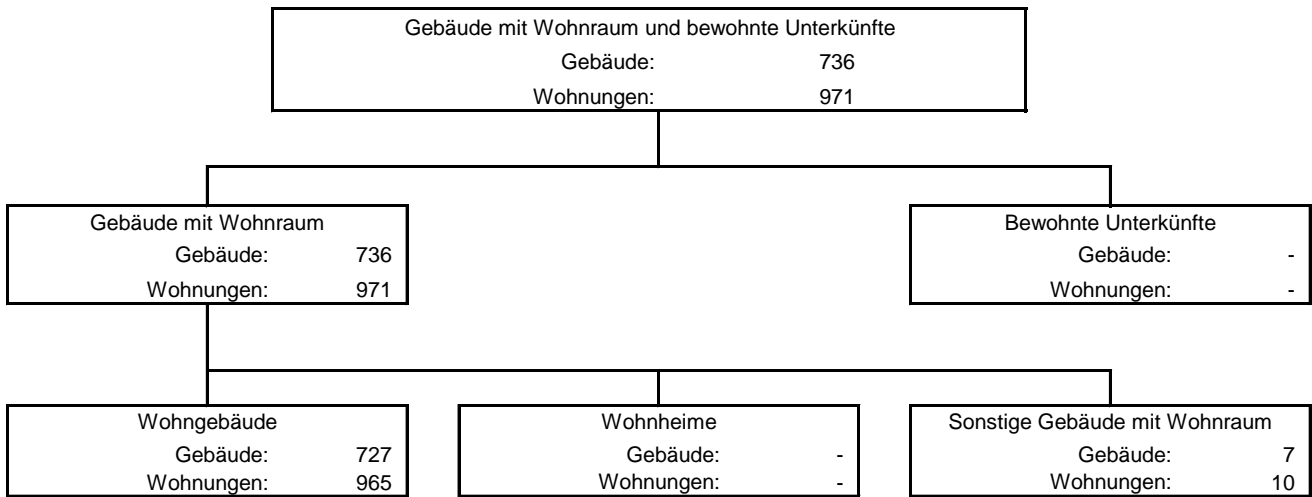 Gebäude mit Wohnraum und bewohnte Unterkünfte
Gebäude: 736
Wohnungen: 971
Gebäude mit Wohnraum
Gebäude: 736
Wohnungen: 971
Bewohnte Unterkünfte
Gebäude: -
Wohnungen: -
Wohngebäude
Gebäude: 727
Wohnungen: 965
Wohnheime
Gebäude: -
Wohnungen: -
Sonstige Gebäude mit Wohnraum
Gebäude: 7
Wohnungen: 10